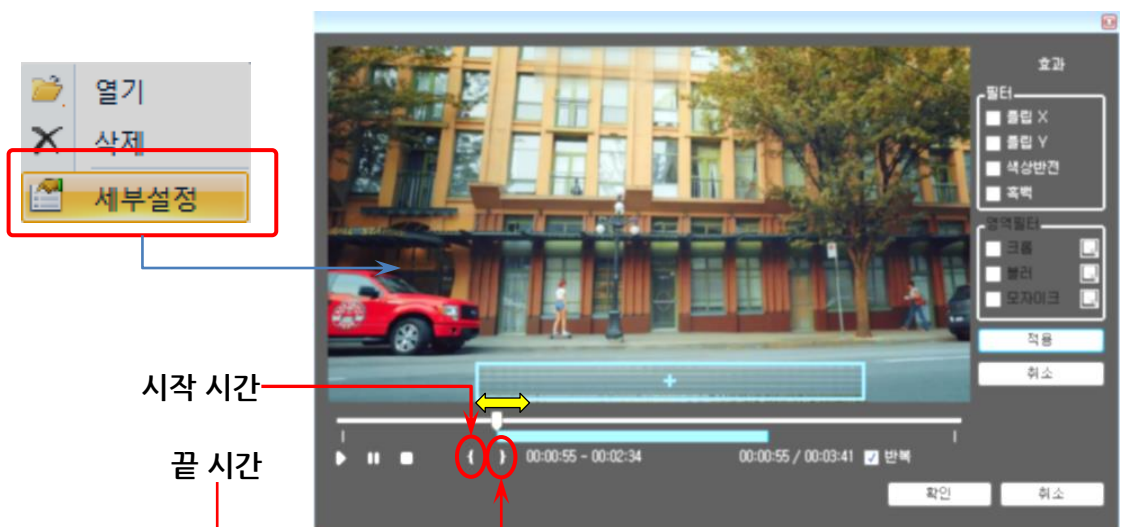 열기
삭제
세부설정
시작 시간
끝 시간
효과
필터
플립 X
플립 Y
색상반전
흑백
영역필터
크롭
블러
모자이크
적용
취소
{ } 00:00:55 - 00:02:34 00:00:55 / 00:03:41 반복
확인 취소